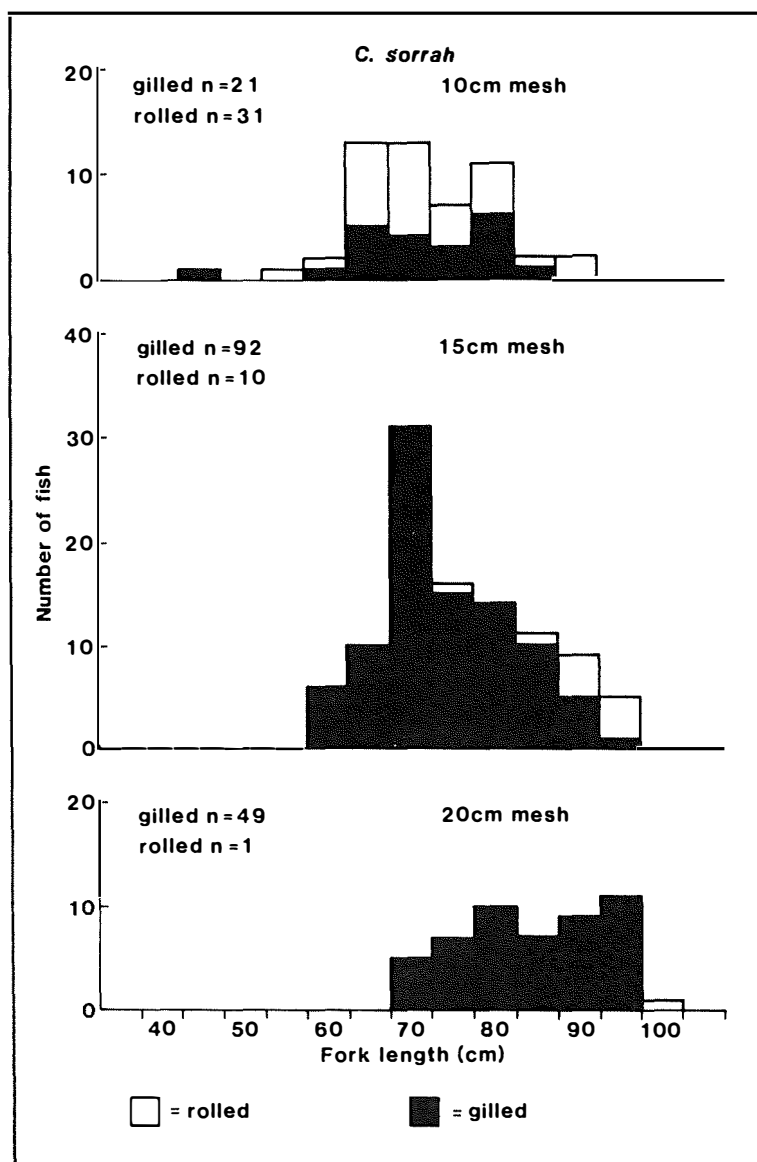 C. sorrah
20
gilled n=21
10cm mesh
rolled n=31
10
0
40
gilled n=92
15cm mesh
rolled n=10
30
Number of fish
20
10
0
20
gilled n=49
20cm mesh
rolled n=1
10
0
40 50 60 70 80 90 100
Fork length (cm)
= rolled
= gilled